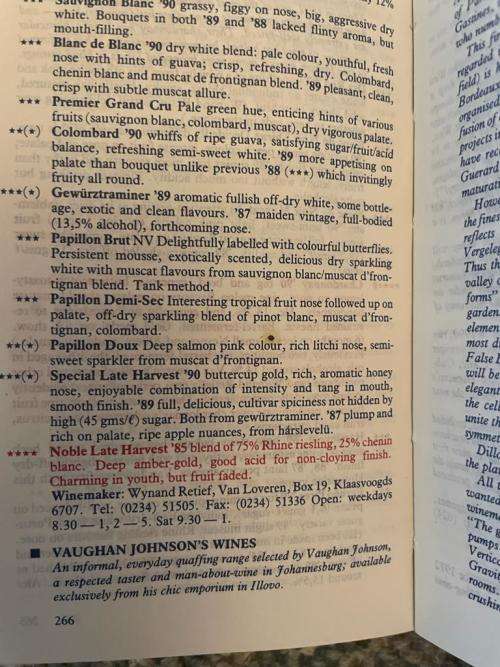 Sauvignon Blanc '90 grassy, figgy on nose, big, aggressive dry
white. Bouquets in both '89 and '88 lacked flinty aroma, but
mouth-filling.
*** Blanc de Blanc '90 dry white blend: pale colour, youthful, fresh
nose with hints of guava; crisp, refreshing, dry. Colombard,
chenin blanc and muscat de frontignan blend. '89 pleasant, clean,
crisp with subtle muscat allure.
*** Premier Grand Cru Pale green hue, enticing hints of various
fruits (sauvignon blanc, colombard, muscat), dry vigorous palate.
**(*) Colombard '90 whiffs of ripe guava, satisfying sugar/fruit/acid
balance, refreshing semi-sweet white. '89 more appetising on
palate than bouquet unlike previous '88 (***) which invitingly
fruity all round.
***(*) Gewürztraminer '89 aromatic fullish off-dry white, some bottle-
age, exotic and clean flavours. '87 maiden vintage, full-bodied
(13,5% alcohol), forthcoming nose.
*** Papillon Brut NV Delightfully labelled with colourful butterflies.
Persistent mousse, exotically scented, delicious dry sparkling
white with muscat flavours from sauvignon blanc/muscat d'fron-
tignan blend. Tank method.
*** Papillon Demi-Sec Interesting tropical fruit nose followed up on
palate, off-dry sparkling blend of pinot blanc, muscat d'fron-
tignan, colombard.
**(*) Papillon Doux Deep salmon pink colour, rich litchi nose, semi-
sweet sparkler from muscat d'frontignan.
***(*) Special Late Harvest '90 buttercup gold, rich, aromatic honey
nose, enjoyable combination of intensity and tang in mouth,
smooth finish. '89 full, delicious, cultivar spiciness not hidden by
high (45 gms/ℓ) sugar. Both from gewürztraminer. '87 plump and
rich on palate, ripe apple nuances, from hárslevelü.
**** Noble Late Harvest '85 blend of 75% Rhine riesling, 25% chenin
blanc. Deep amber-gold, good acid for non-cloying finish.
Charming in youth, but fruit faded.
Winemaker: Wynand Retief, Van Loveren, Box 19, Klaasvoogds
6707. Tel: (0234) 51505. Fax: (0234) 51336 Open: weekdays
8.30 — 1, 2 — 5. Sat 9.30 — 1.
■ VAUGHAN JOHNSON'S WINES
An informal, everyday quaffing range selected by Vaughan Johnson,
a respected taster and man-about-wine in Johannesburg; available
exclusively from his chic emporium in Illovo.
266